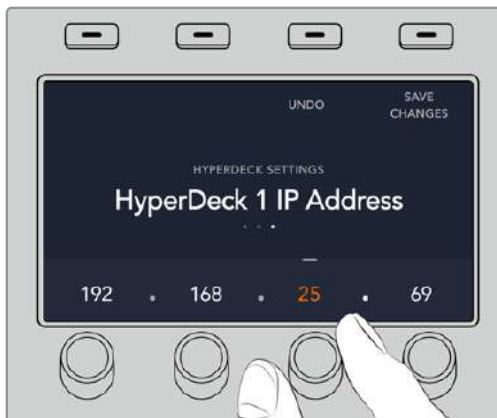 UNDO
SAVE
CHANGES
HYPERDECK SETTINGS
HyperDeck 1 IP Address
192 . 168 . 25 . 69